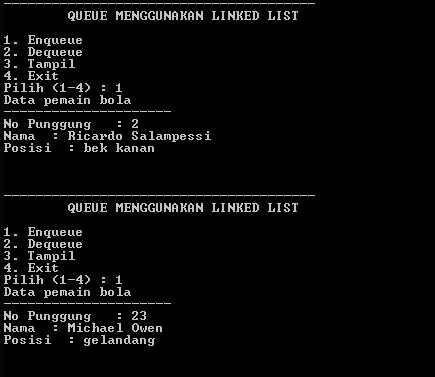 ---------------------------------------
QUEUE MENGGUNAKAN LINKED LIST
1. Enqueue
2. Dequeue
3. Tampil
4. Exit
Pilih (1-4) : 1
Data pemain bola
---------------------
No Punggung   : 2
Nama  : Ricardo Salampessi
Posisi  : bek kanan
---------------------------------------
QUEUE MENGGUNAKAN LINKED LIST
1. Enqueue
2. Dequeue
3. Tampil
4. Exit
Pilih (1-4) : 1
Data pemain bola
---------------------
No Punggung   : 23
Nama  : Michael Owen
Posisi  : gelandang